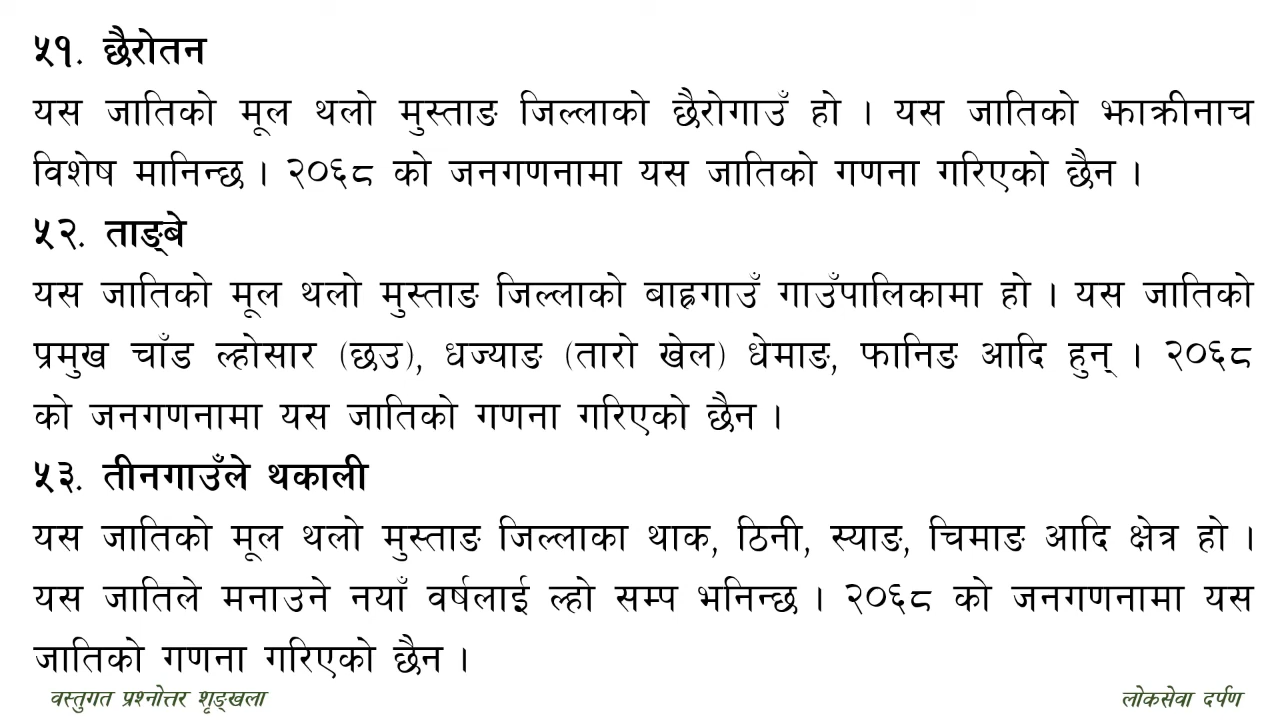 ५१. छैरोतन
यस जातिको मूल थलो मुस्ताङ जिल्लाको छैरोगाउँ हो । यस जातिको झाक्रीनाच
विशेष मानिन्छ । २०६८ को जनगणनामा यस जातिको गणना गरिएको छैन ।
५२. ताङ्बे
यस जातिको मूल थलो मुस्ताङ जिल्लाको बाह्रगाउँ गाउँपालिकामा हो । यस जातिको
प्रमुख चाँड ल्होसार (छउ), धज्याङ (तारो खेल) धेमाङ, फानिङ आदि हुन् । २०६८
को जनगणनामा यस जातिको गणना गरिएको छैन ।
५३. तीनगाउँले थकाली
यस जातिको मूल थलो मुस्ताङ जिल्लाका थाक, ठिनी, स्याङ, चिमाङ आदि क्षेत्र हो ।
यस जातिले मनाउने नयाँ वर्षलाई ल्हो सम्प भनिन्छ । २०६८ को जनगणनामा यस
जातिको गणना गरिएको छैन ।
वस्तुगत प्रश्नोत्तर शृङ्खला
लोकसेवा दर्पण